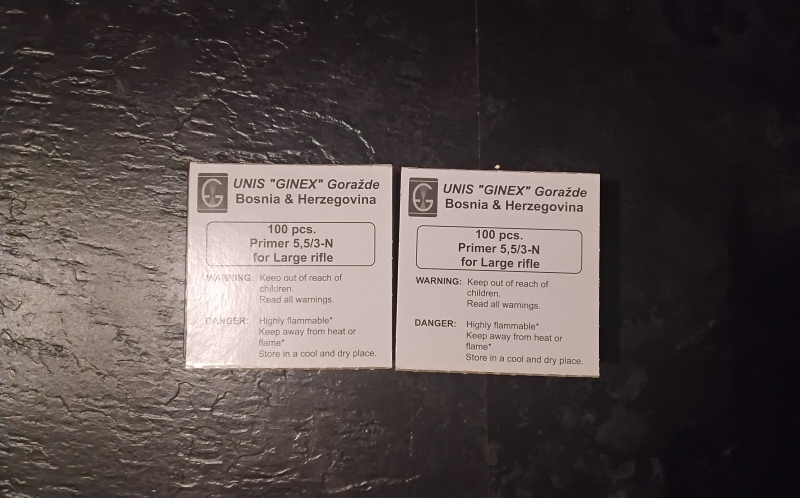 UNIS "GINEX" Goražde
Bosnia & Herzegovina
100 pcs.
Primer 5,5/3-N
for Large rifle
WARNING: Keep out of reach of
children.
Read all warnings.
DANGER: Highly flammable*
Keep away from heat or
flame*
Store in a cool and dry place.
UNIS "GINEX" Goražde
Bosnia & Herzegovina
100 pcs.
Primer 5,5/3-N
for Large rifle
WARNING: Keep out of reach of
children.
Read all warnings.
DANGER: Highly flammable*
Keep away from heat or
flame*
Store in a cool and dry place.